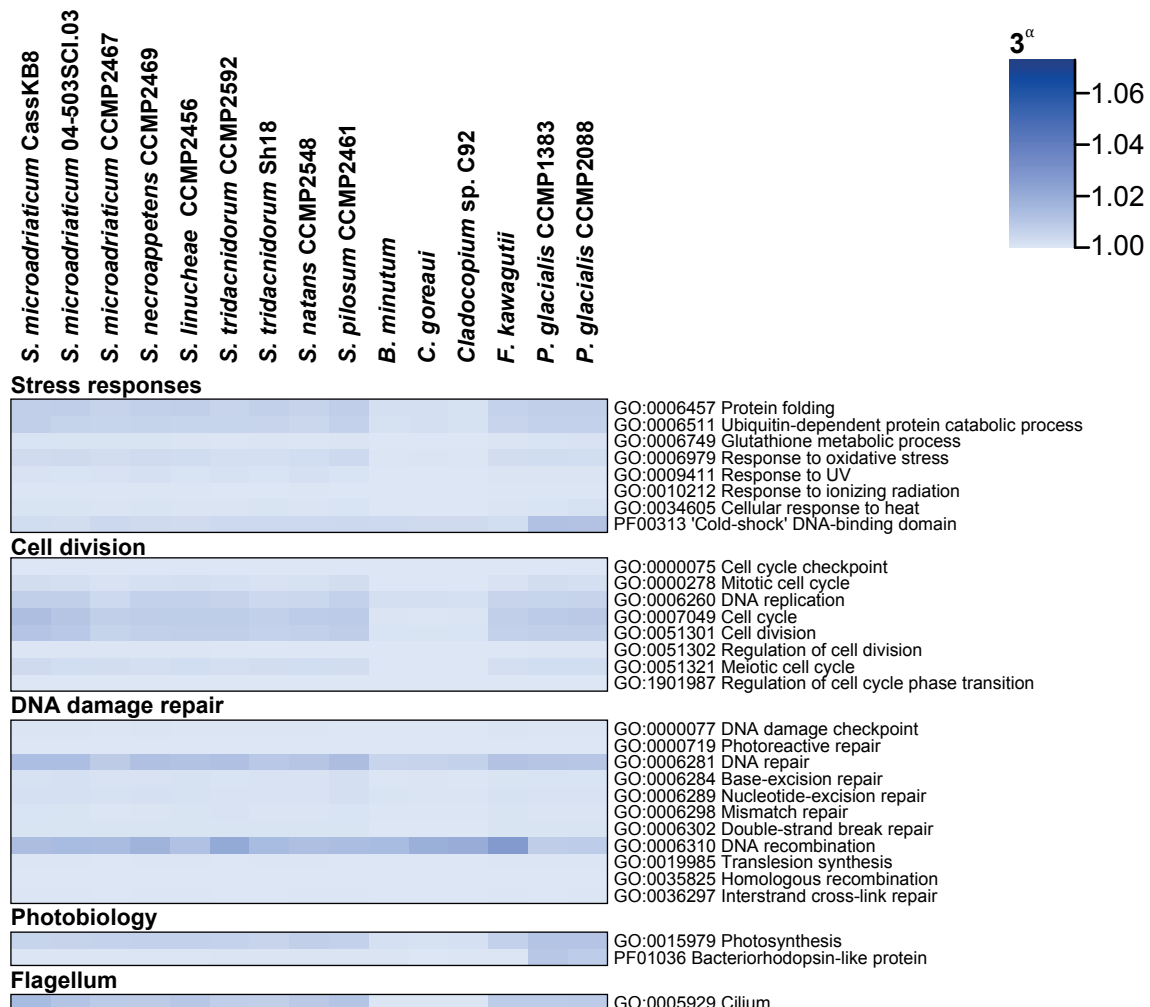 S. microadriaticum CassKB8
S. microadriaticum 04-503SCI.03
S. microadriaticum CCMP2467
S. necroappetens CCMP2469
S. linucheae CCMP2456
S. tridacnidorum CCMP2592
S. tridacnidorum Sh18
S. natans CCMP2548
S. pilosum CCMP2461
B. minutum
C. goreaui
Cladocopium sp. C92
F. kawagutii
P. glacialis CCMP1383
P. glacialis CCMP2088
3α
1.06
1.04
1.02
1.00
Stress responses
GO:0006457 Protein folding
GO:0006511 Ubiquitin-dependent protein catabolic process
GO:0006749 Glutathione metabolic process
GO:0006979 Response to oxidative stress
GO:0009411 Response to UV
GO:0010212 Response to ionizing radiation
GO:0034605 Cellular response to heat
PF00313 'Cold-shock' DNA-binding domain
Cell division
GO:0000075 Cell cycle checkpoint
GO:0000278 Mitotic cell cycle
GO:0006260 DNA replication
GO:0007049 Cell cycle
GO:0051301 Cell division
GO:0051302 Regulation of cell division
GO:0051321 Meiotic cell cycle
GO:1901987 Regulation of cell cycle phase transition
DNA damage repair
GO:0000077 DNA damage checkpoint
GO:0000719 Photoreactive repair
GO:0006281 DNA repair
GO:0006284 Base-excision repair
GO:0006289 Nucleotide-excision repair
GO:0006298 Mismatch repair
GO:0006302 Double-strand break repair
GO:0006310 DNA recombination
GO:0019985 Translesion synthesis
GO:0035825 Homologous recombination
GO:0036297 Interstrand cross-link repair
Photobiology
GO:0015979 Photosynthesis
PF01036 Bacteriorhodopsin-like protein
Flagellum
GO:0005929 Cilium